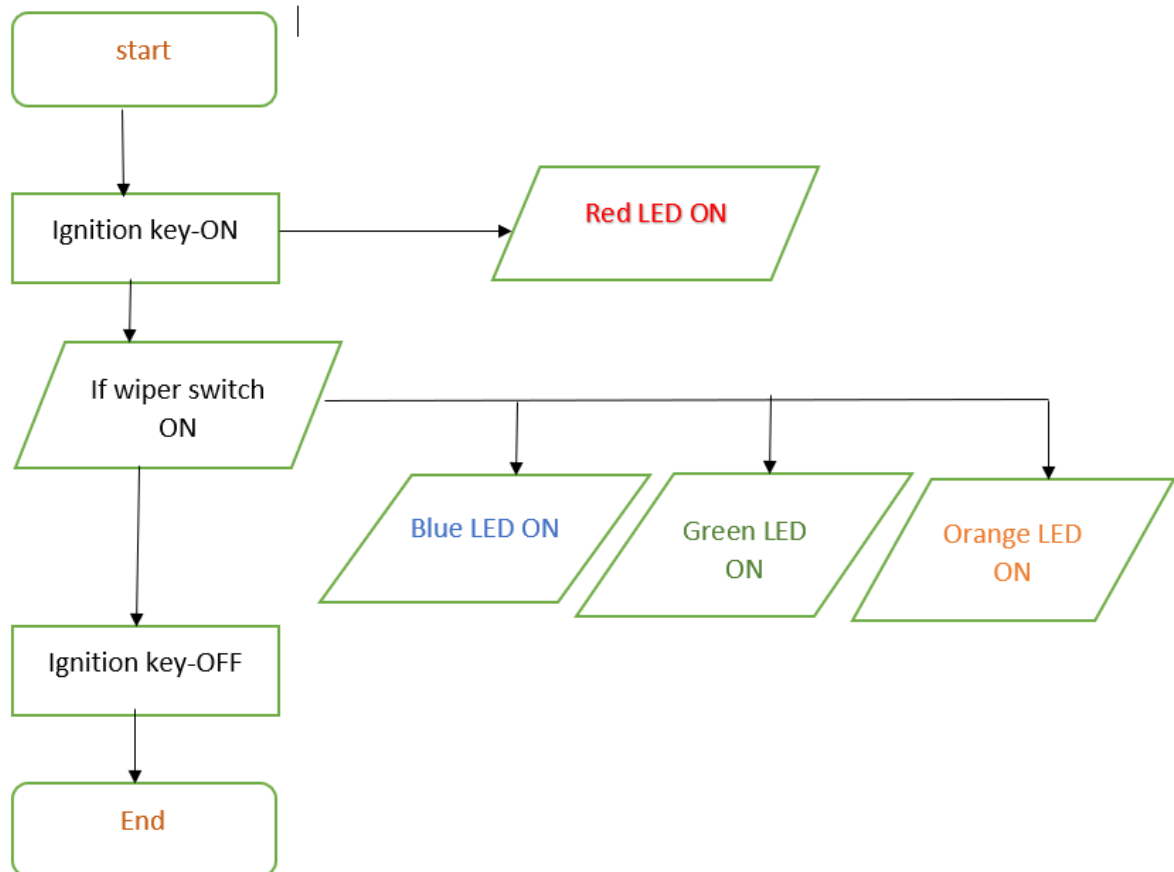 start
Ignition key-ON
Red LED ON
If wiper switch
ON
Blue LED ON
Green LED
ON
Orange LED
ON
Ignition key-OFF
End